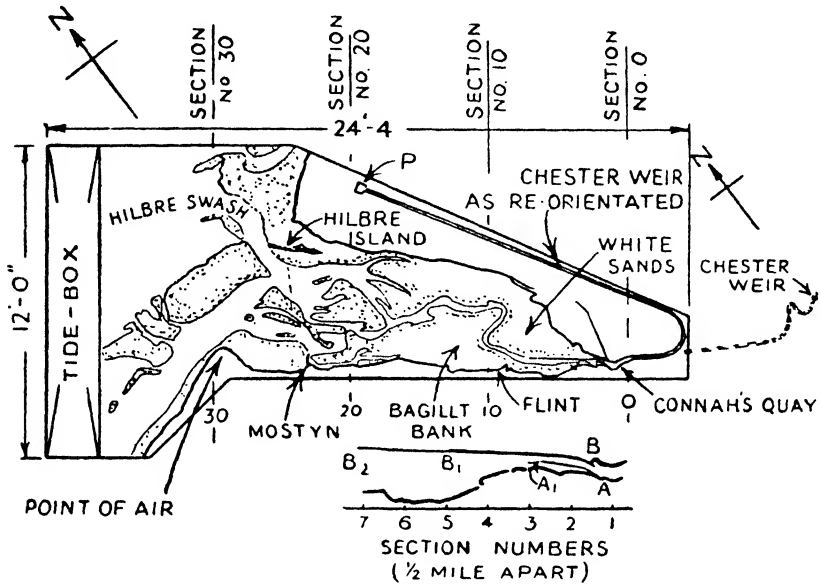 N
SECTION
Nº 30
SECTION
NO. 20
SECTION
NO. 10
SECTION
NO. 0
24'-4
N
P
CHESTER WEIR
AS RE-ORIENTATED
HILBRE SWASH
HILBRE
ISLAND
WHITE
SANDS
CHESTER
WEIR
12'-0"
TIDE-BOX
30
20
10
0
MOSTYN
BAGILLT
BANK
FLINT
CONNAH'S QUAY
POINT OF AIR
B₂
B₁
B
A₁
A
7 6 5 4 3 2 1
SECTION NUMBERS
(½ MILE APART)